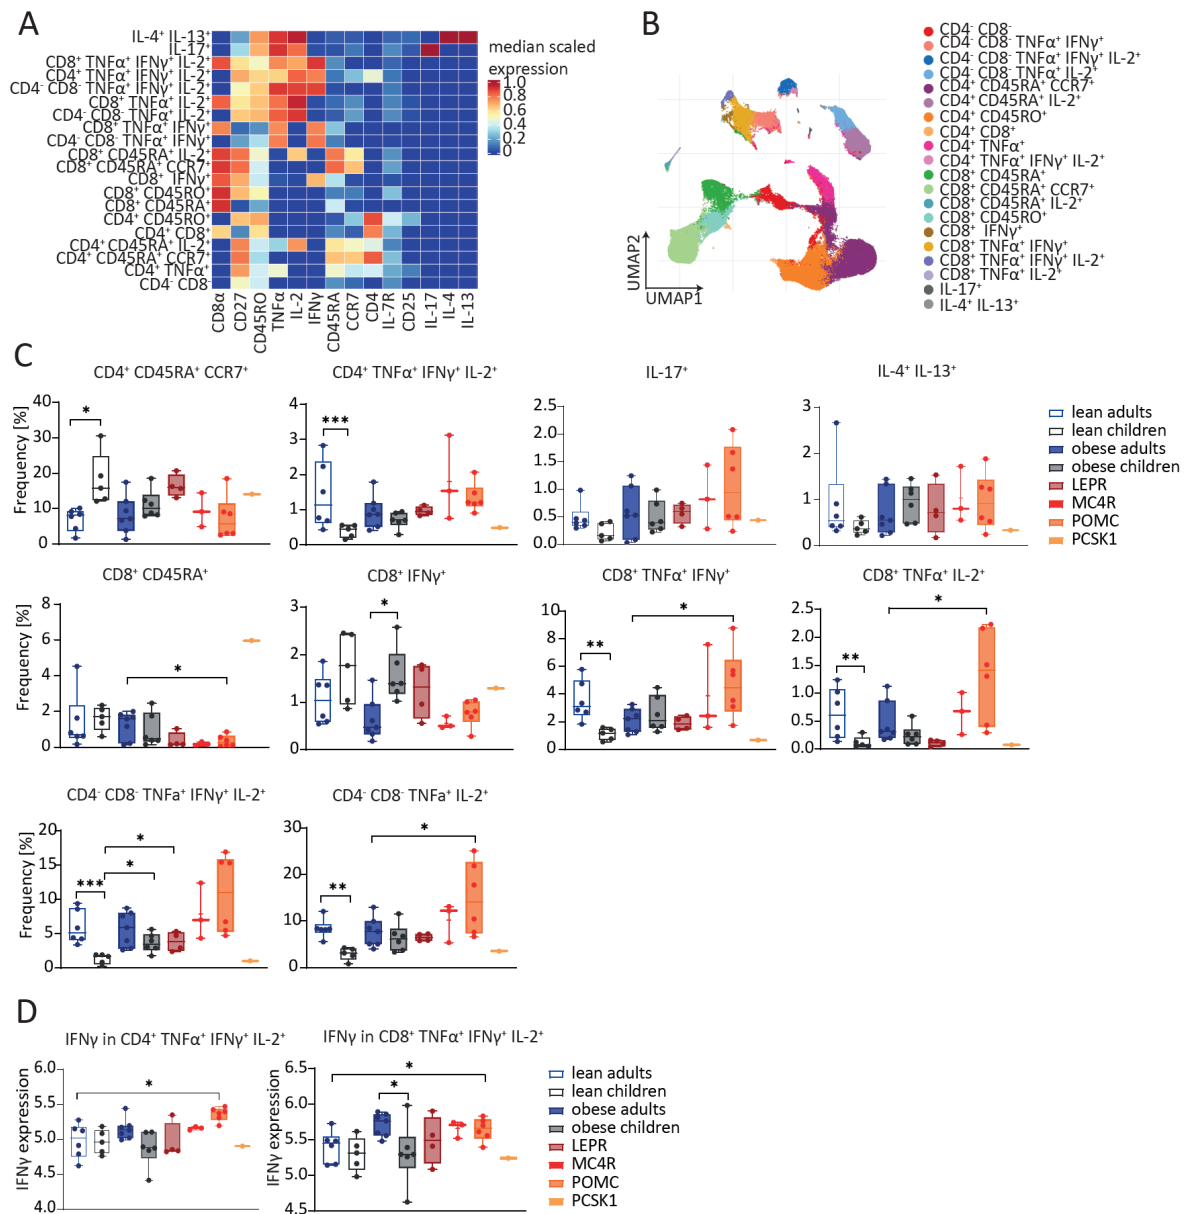 A
IL-4⁺ IL-13⁺
IL-17⁺
CD8⁺ TNFα⁺ IFNγ⁺ IL-2⁺
CD4⁺ TNFα⁺ IFNγ⁺ IL-2⁺
CD4⁻ CD8⁻ TNFα⁺ IFNγ⁺ IL-2⁺
CD8⁺ TNFα⁺ IL-2⁺
CD4⁻ CD8⁻ TNFα⁺ IL-2⁺
CD8⁺ TNFα⁺ IFNγ⁺
CD4⁻ CD8⁻ TNFα⁺ IFNγ⁺
CD8⁺ CD45RA⁺ IL-2⁺
CD8⁺ CD45RA⁺ CCR7⁺
CD8⁺ IFNγ⁺
CD8⁺ CD45RO⁺
CD8⁺ CD45RA⁺
CD4⁺ CD45RO⁺
CD4⁺ CD8⁺
CD4⁺ CD45RA⁺ IL-2⁺
CD4⁺ CD45RA⁺ CCR7⁺
CD4⁺ TNFα⁺
CD4⁻ CD8⁻
CD8α CD27 CD45RO TNFα IL-2 IFNγ CD45RA CCR7 CD4 IL-7R CD25 IL-17 IL-4 IL-13
median scaled
expression
1.0
0.8
0.6
0.4
0.2
0
B
UMAP2
UMAP1
CD4⁻ CD8⁻
CD4⁻ CD8⁻ TNFα⁺ IFNγ⁺
CD4⁻ CD8⁻ TNFα⁺ IFNγ⁺ IL-2⁺
CD4⁻ CD8⁻ TNFα⁺ IL-2⁺
CD4⁺ CD45RA⁺ CCR7⁺
CD4⁺ CD45RA⁺ IL-2⁺
CD4⁺ CD45RO⁺
CD4⁺ CD8⁺
CD4⁺ TNFα⁺
CD4⁺ TNFα⁺ IFNγ⁺ IL-2⁺
CD8⁺ CD45RA⁺
CD8⁺ CD45RA⁺ CCR7⁺
CD8⁺ CD45RA⁺ IL-2⁺
CD8⁺ CD45RO⁺
CD8⁺ IFNγ⁺
CD8⁺ TNFα⁺ IFNγ⁺
CD8⁺ TNFα⁺ IFNγ⁺ IL-2⁺
CD8⁺ TNFα⁺ IL-2⁺
IL-17⁺
IL-4⁺ IL-13⁺
C
CD4⁺ CD45RA⁺ CCR7⁺
Frequency [%]
40
30
20
10
0
*
CD4⁺ TNFα⁺ IFNγ⁺ IL-2⁺
4
3
2
1
0
***
IL-17⁺
2.5
2.0
1.5
1.0
0.5
0.0
IL-4⁺ IL-13⁺
3
2
1
0
lean adults
lean children
obese adults
obese children
LEPR
MC4R
POMC
PCSK1
CD8⁺ CD45RA⁺
Frequency [%]
8
6
4
2
0
*
CD8⁺ IFNγ⁺
3
2
1
0
*
CD8⁺ TNFα⁺ IFNγ⁺
10
8
6
4
2
0
**
*
CD8⁺ TNFα⁺ IL-2⁺
2.5
2.0
1.5
1.0
0.5
0.0
**
*
CD4⁻ CD8⁻ TNFa⁺ IFNγ⁺ IL-2⁺
Frequency [%]
20
15
10
5
0
***
*
*
CD4⁻ CD8⁻ TNFa⁺ IL-2⁺
30
20
10
0
**
*
D
IFNγ in CD4⁺ TNFα⁺ IFNγ⁺ IL-2⁺
IFNγ expression
6.0
5.5
5.0
4.5
4.0
*
IFNγ in CD8⁺ TNFα⁺ IFNγ⁺ IL-2⁺
IFNγ expression
6.5
6.0
5.5
5.0
4.5
*
*
lean adults
lean children
obese adults
obese children
LEPR
MC4R
POMC
PCSK1